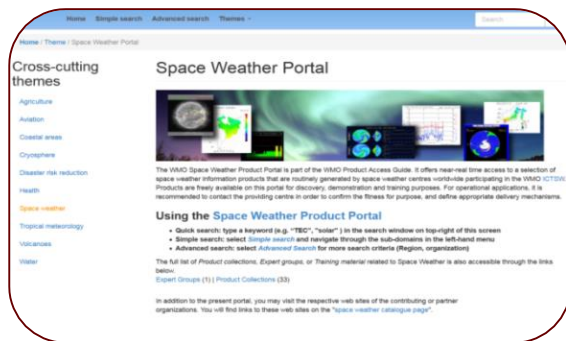 Home Simple search Advanced search Themes
Search
Home / Theme / Space Weather Portal
Cross-cutting
themes
Agriculture
Aviation
Coastal areas
Cryosphere
Disaster risk reduction
Health
Space weather
Tropical meteorology
Volcanoes
Water
Space Weather Portal
The WMO Space Weather Portal is part of the WMO Product Access Guide. It offers near-real time access to a selection of
space weather information products that are routinely generated by space weather centres worldwide participating in the WMO ICTSW.
Products are freely available on this portal for discovery, demonstration and training purposes. For operational applications, it is
recommended to contact the providing centre in order to confirm the fitness for purpose, and define appropriate delivery mechanisms.
Using the Space Weather Product Portal
• Quick search: type a keyword (e.g. "TEC", "solar" ) in the search window on top-right of this screen
• Simple search: select Simple search and navigate through the sub-domains in the left-hand menu
• Advanced search: select Advanced Search for more search criteria (Region, organization)
The full list of Product collections, Expert groups, or Training material related to Space Weather is also accessible through the links
below.
Expert Groups (1) | Product Collections (33)
In addition to the present portal, you may visit the respective web sites of the contributing or partner
organizations. You will find links to these web sites on the "space weather catalogue page".